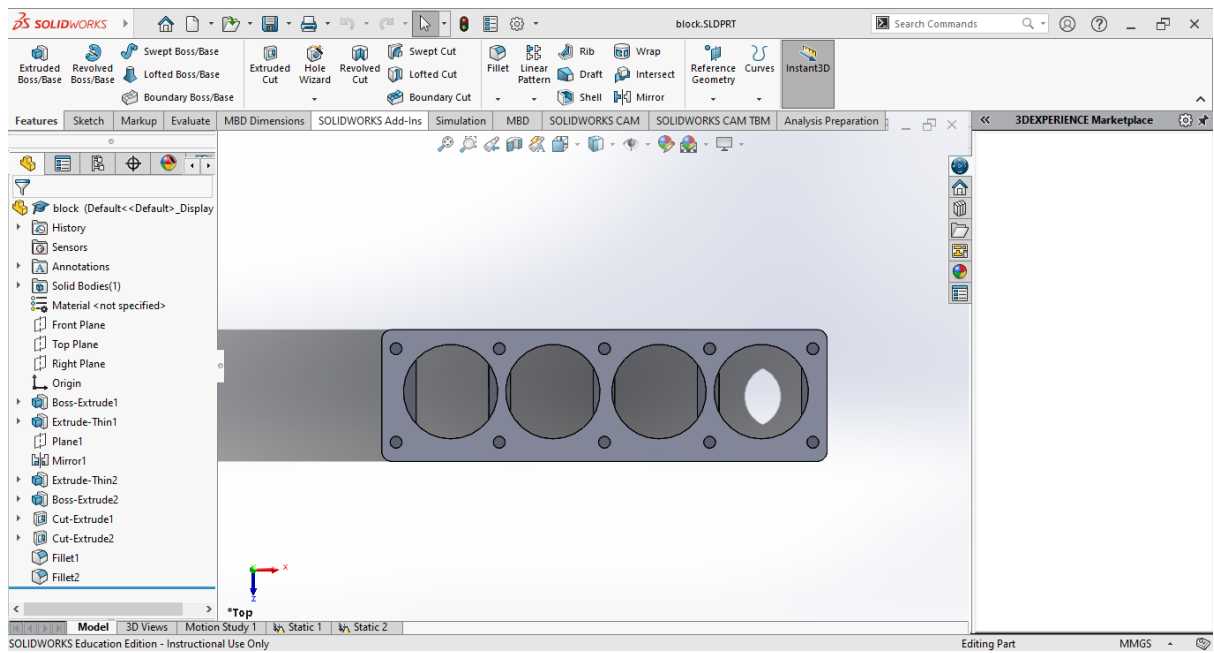 SOLIDWORKS
block.SLDPRT
Search Commands
Extruded Boss/Base
Revolved Boss/Base
Swept Boss/Base
Lofted Boss/Base
Boundary Boss/Base
Extruded Cut
Hole Wizard
Revolved Cut
Swept Cut
Lofted Cut
Boundary Cut
Fillet
Linear Pattern
Rib
Draft
Shell
Wrap
Intersect
Mirror
Reference Geometry
Curves
Instant3D
Features
Sketch
Markup
Evaluate
MBD Dimensions
SOLIDWORKS Add-Ins
Simulation
MBD
SOLIDWORKS CAM
SOLIDWORKS CAM TBM
Analysis Preparation
3DEXPERIENCE Marketplace
block (Default<<Default>_Display
History
Sensors
Annotations
Solid Bodies(1)
Material <not specified>
Front Plane
Top Plane
Right Plane
Origin
Boss-Extrude1
Extrude-Thin1
Plane1
Mirror1
Extrude-Thin2
Boss-Extrude2
Cut-Extrude1
Cut-Extrude2
Fillet1
Fillet2
x
z
*Top
Model
3D Views
Motion Study 1
Static 1
Static 2
SOLIDWORKS Education Edition - Instructional Use Only
Editing Part
MMGS